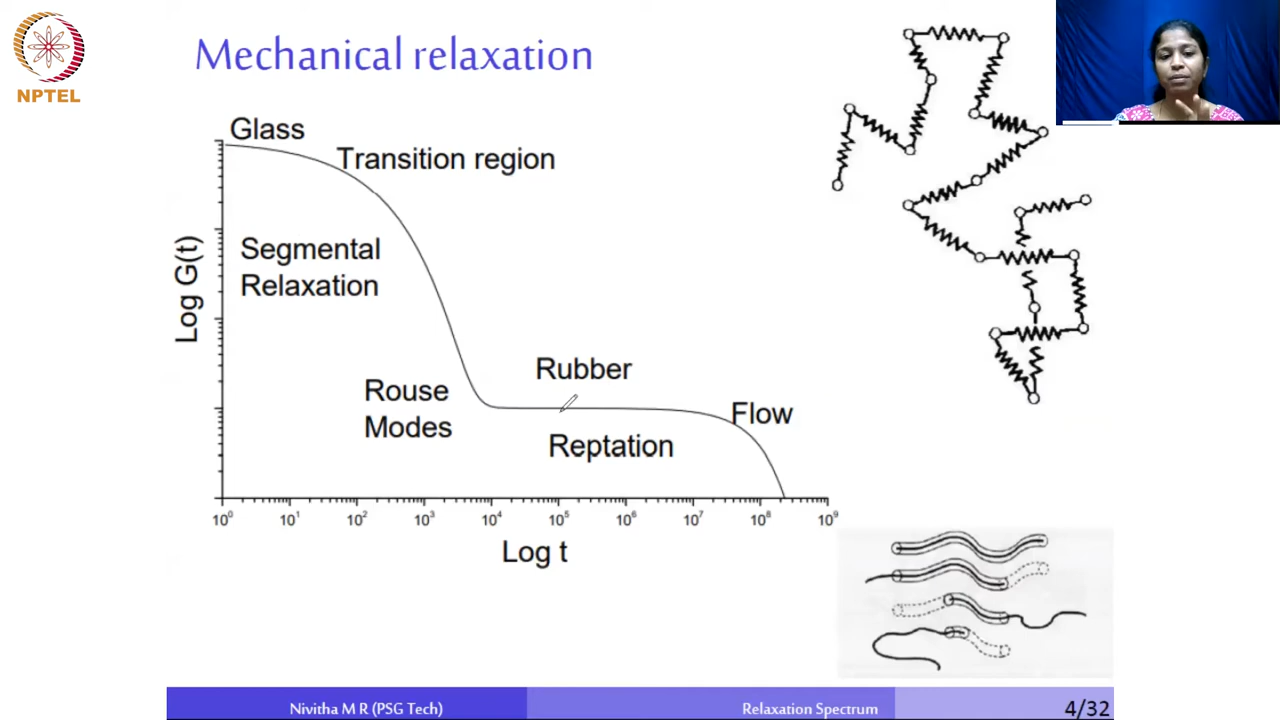 Mechanical relaxation
NPTEL
Glass
Transition region
Log G(t)
Segmental
Relaxation
Rubber
Rouse
Modes
Flow
Reptation
10⁰ 10¹ 10² 10³ 10⁴ 10⁵ 10⁶ 10⁷ 10⁸ 10⁹
Log t
Nivitha M R (PSG Tech) Relaxation Spectrum 4/32